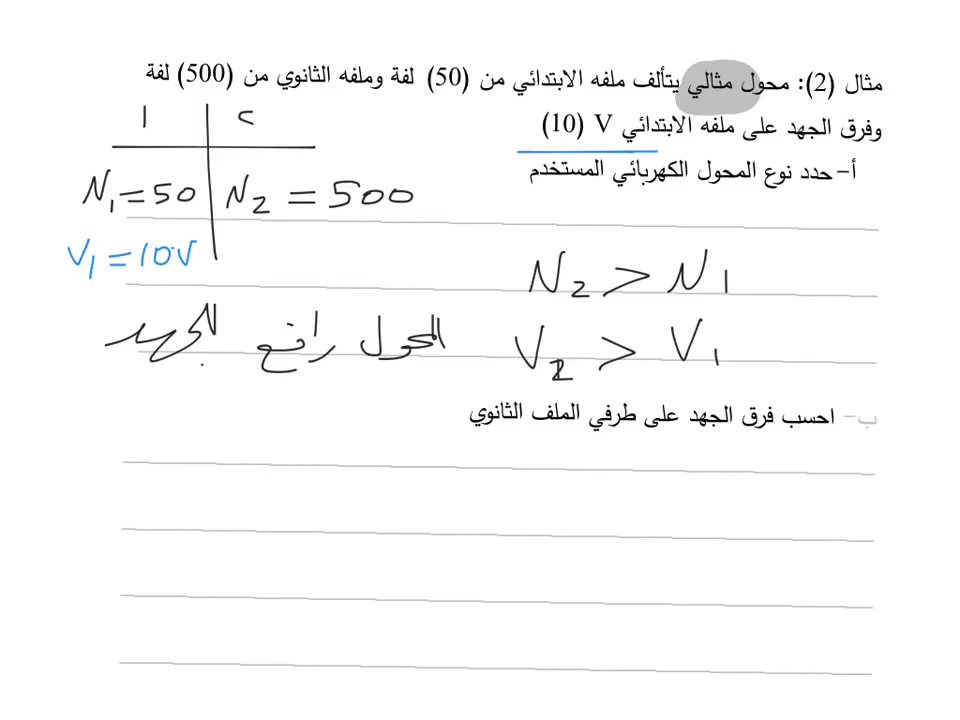 مثال (2): محول مثالي يتألف ملفه الابتدائي من (50) لفة وملفه الثانوي من (500) لفة
وفرق الجهد على ملفه الابتدائي V (10)
أ- حدد نوع المحول الكهربائي المستخدم
1 | 2
N1 = 50 | N2 = 500
V1 = 10V
N2 > N1
V2 > V1
المحول رافع للجهد
ب- احسب فرق الجهد على طرفي الملف الثانوي